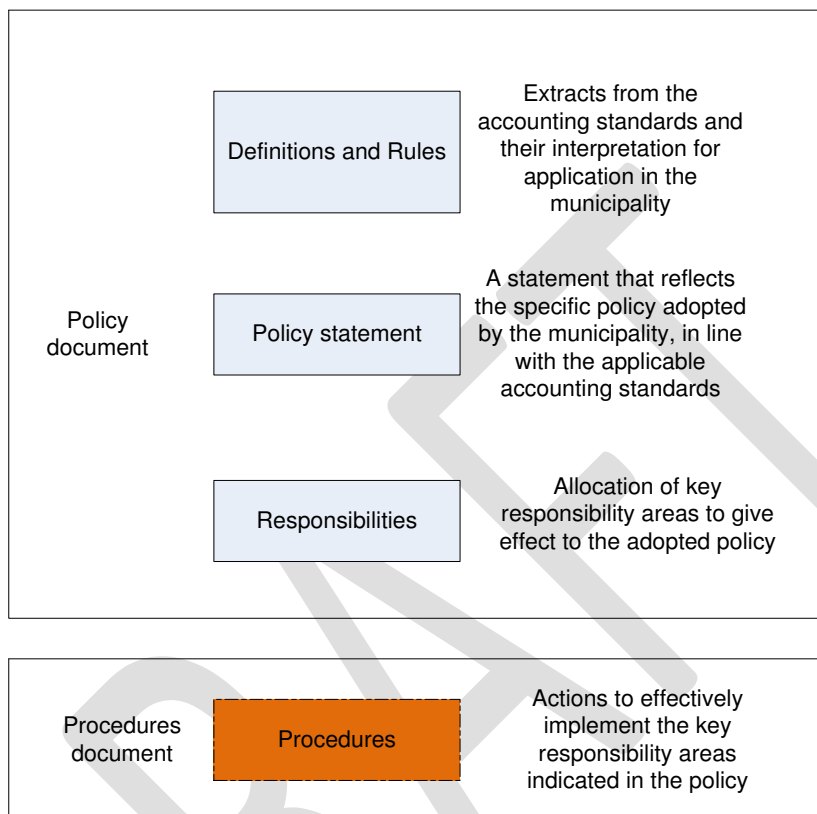 Extracts from the
accounting standards and
their interpretation for
application in the
municipality
Definitions and Rules
Policy
document
Policy statement
A statement that reflects
the specific policy adopted
by the municipality, in line
with the applicable
accounting standards
Responsibilities
Allocation of key
responsibility areas to give
effect to the adopted policy
Procedures
document
Procedures
Actions to effectively
implement the key
responsibility areas
indicated in the policy
DRAFT